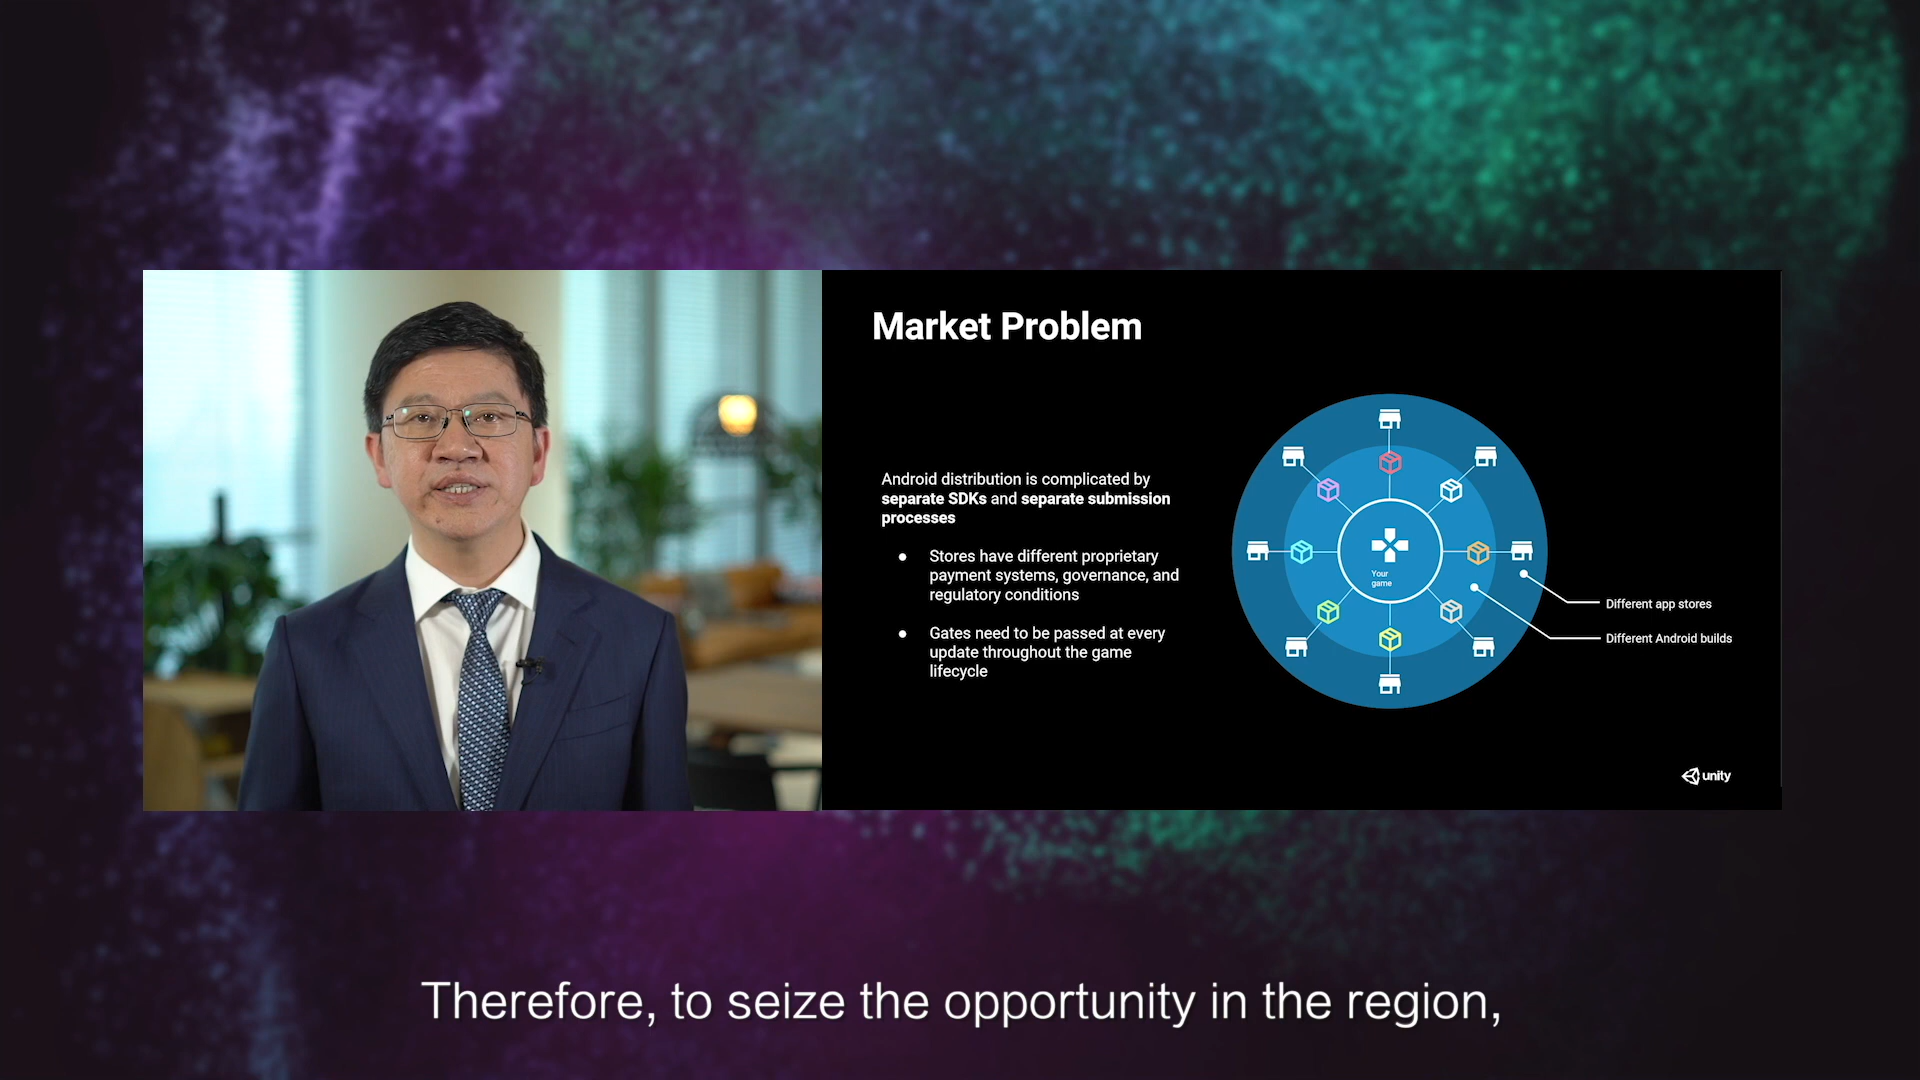 Market Problem
Android distribution is complicated by
separate SDKs and separate submission
processes
● Stores have different proprietary
payment systems, governance, and
regulatory conditions
● Gates need to be passed at every
update throughout the game
lifecycle
Your
game
Different app stores
Different Android builds
unity
Therefore, to seize the opportunity in the region,